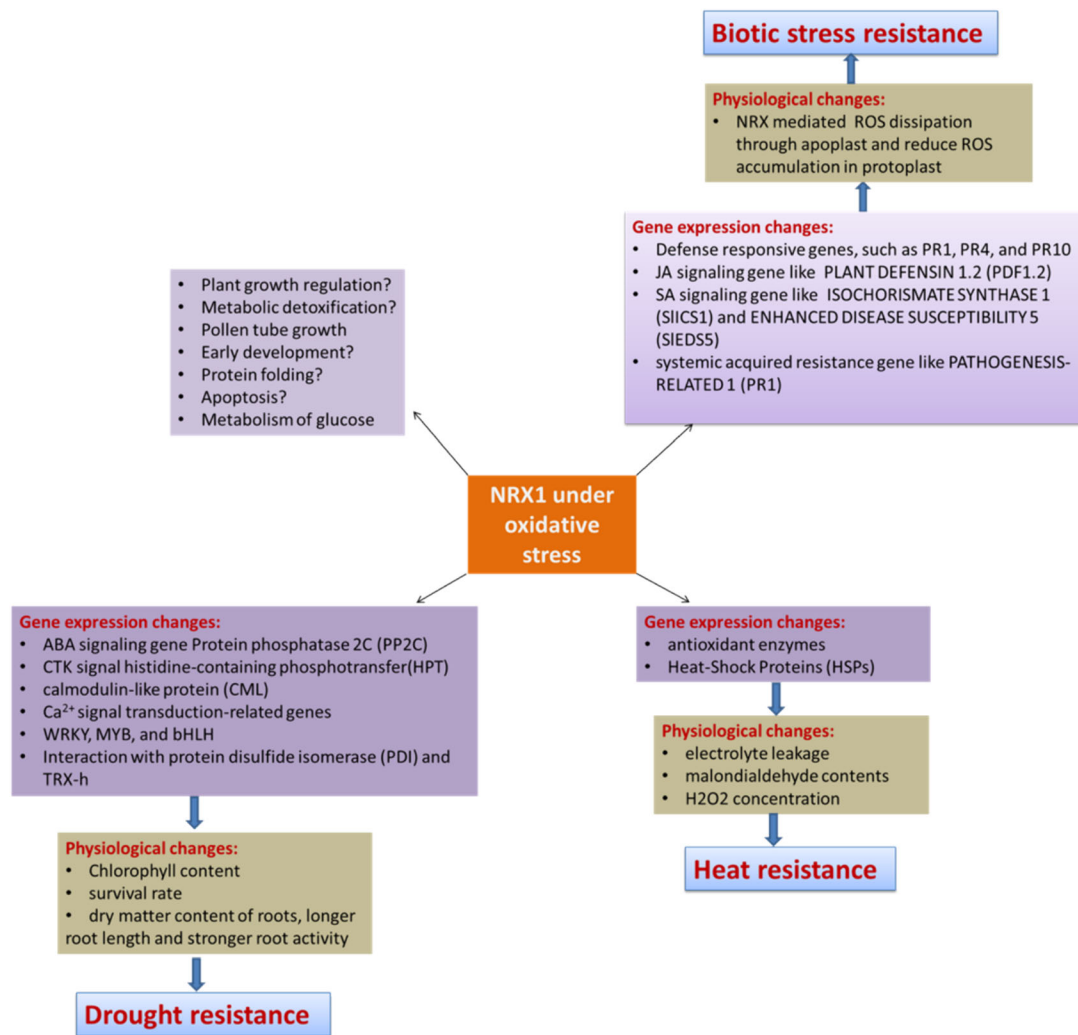 Biotic stress resistance
Physiological changes:
• NRX mediated ROS dissipation
through apoplast and reduce ROS
accumulation in protoplast
Gene expression changes:
• Defense responsive genes, such as PR1, PR4, and PR10
• JA signaling gene like PLANT DEFENSIN 1.2 (PDF1.2)
• SA signaling gene like ISOCHORISMATE SYNTHASE 1
(SlICS1) and ENHANCED DISEASE SUSCEPTIBILITY 5
(SlEDS5)
• systemic acquired resistance gene like PATHOGENESIS-
RELATED 1 (PR1)
• Plant growth regulation?
• Metabolic detoxification?
• Pollen tube growth
• Early development?
• Protein folding?
• Apoptosis?
• Metabolism of glucose
NRX1 under
oxidative
stress
Gene expression changes:
• ABA signaling gene Protein phosphatase 2C (PP2C)
• CTK signal histidine-containing phosphotransfer(HPT)
• calmodulin-like protein (CML)
• Ca²⁺ signal transduction-related genes
• WRKY, MYB, and bHLH
• Interaction with protein disulfide isomerase (PDI) and
TRX-h
Physiological changes:
• Chlorophyll content
• survival rate
• dry matter content of roots, longer
root length and stronger root activity
Drought resistance
Gene expression changes:
• antioxidant enzymes
• Heat-Shock Proteins (HSPs)
Physiological changes:
• electrolyte leakage
• malondialdehyde contents
• H2O2 concentration
Heat resistance